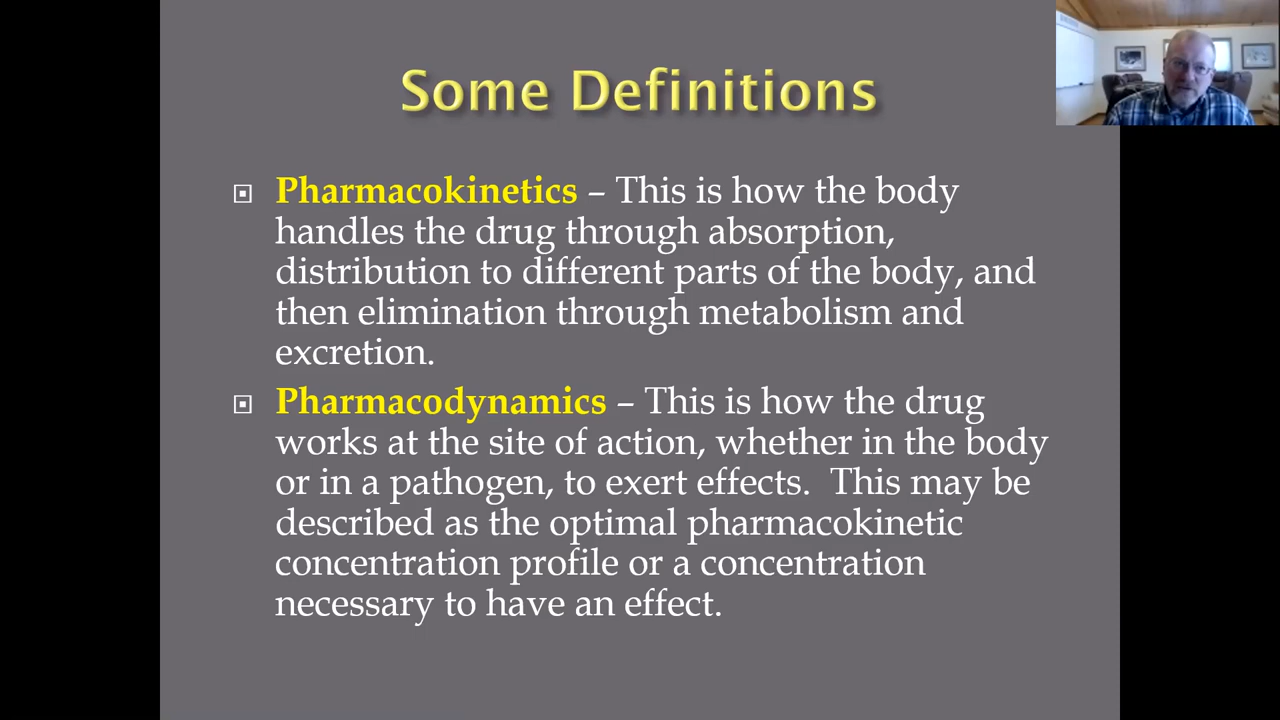 Some Definitions
Pharmacokinetics – This is how the body
handles the drug through absorption,
distribution to different parts of the body, and
then elimination through metabolism and
excretion.
Pharmacodynamics – This is how the drug
works at the site of action, whether in the body
or in a pathogen, to exert effects.  This may be
described as the optimal pharmacokinetic
concentration profile or a concentration
necessary to have an effect.